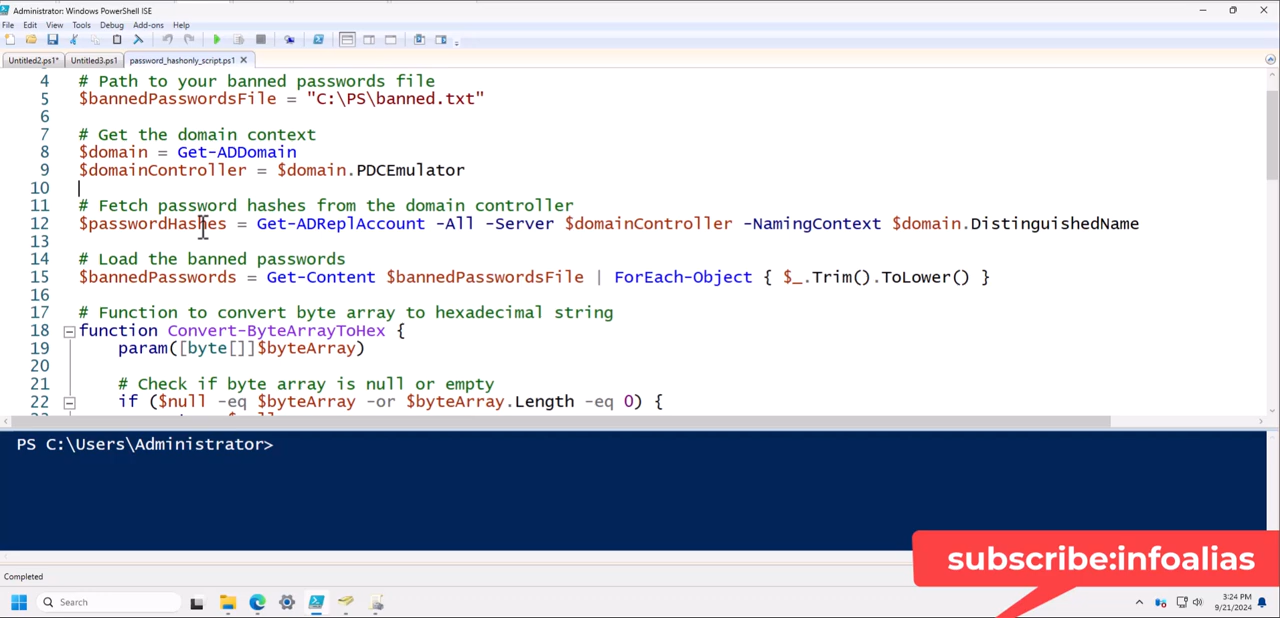 Administrator: Windows PowerShell ISE
File Edit View Tools Debug Add-ons Help
Untitled2.ps1* Untitled3.ps1 password_hashonly_script.ps1
4 # Path to your banned passwords file
5 $bannedPasswordsFile = "C:\PS\banned.txt"
6
7 # Get the domain context
8 $domain = Get-ADDomain
9 $domainController = $domain.PDCEmulator
10
11 # Fetch password hashes from the domain controller
12 $passwordHashes = Get-ADReplAccount -All -Server $domainController -NamingContext $domain.DistinguishedName
13
14 # Load the banned passwords
15 $bannedPasswords = Get-Content $bannedPasswordsFile | ForEach-Object { $_.Trim().ToLower() }
16
17 # Function to convert byte array to hexadecimal string
18 function Convert-ByteArrayToHex {
19 param([byte[]]$byteArray)
20
21 # Check if byte array is null or empty
22 if ($null -eq $byteArray -or $byteArray.Length -eq 0) {
PS C:\Users\Administrator>
subscribe:infoalias
Completed
Search
3:24 PM
9/21/2024